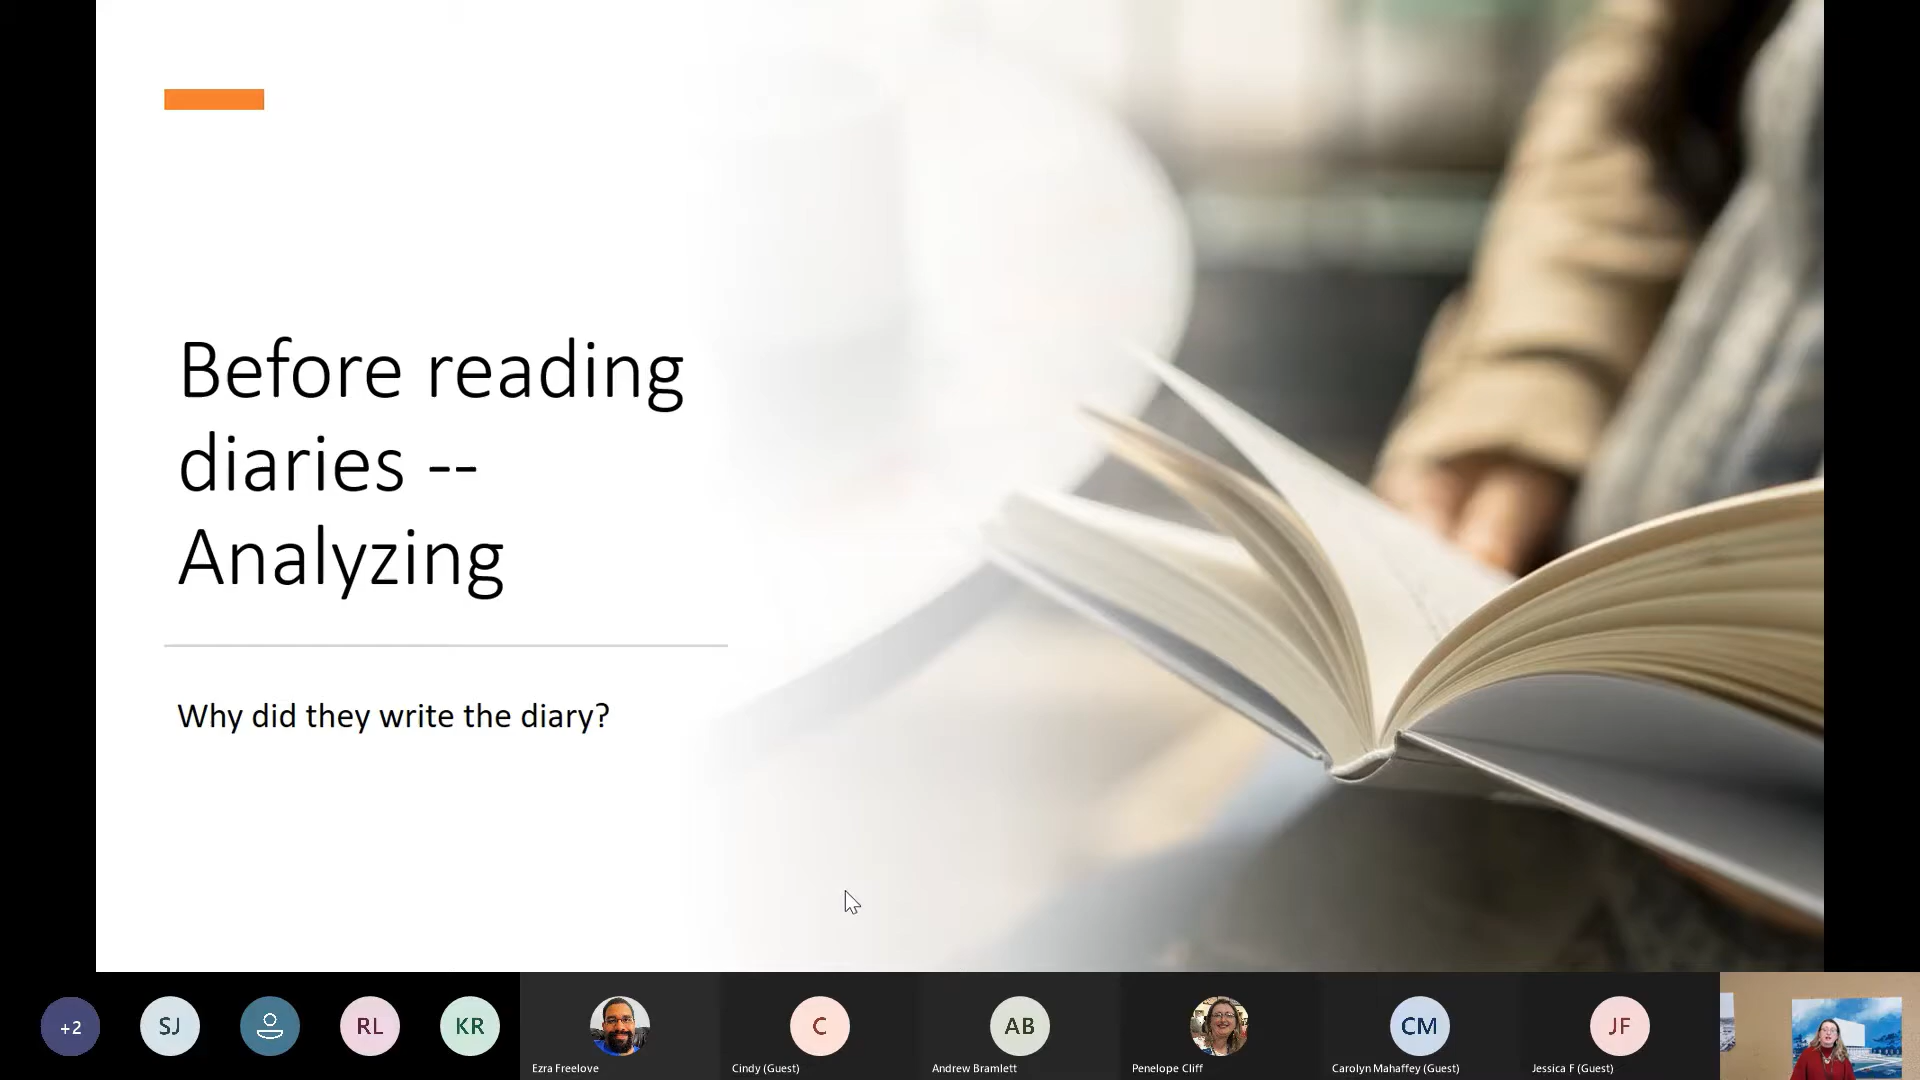 Before reading
diaries --
Analyzing
Why did they write the diary?
+2
SJ
RL
KR
C
AB
CM
JF
Ezra Freelove
Cindy (Guest)
Andrew Bramlett
Penelope Cliff
Carolyn Mahaffey (Guest)
Jessica F (Guest)